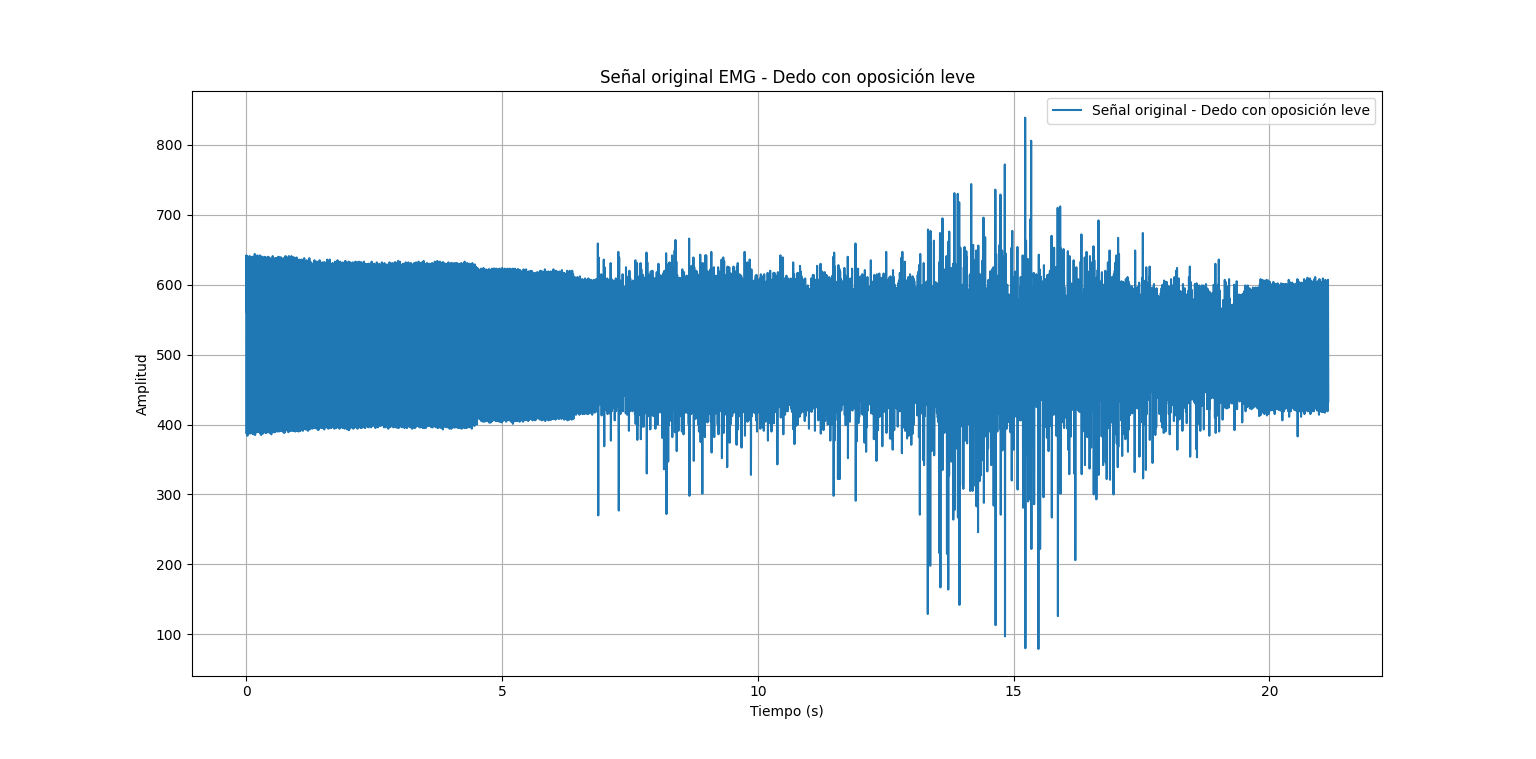 Señal original EMG - Dedo con oposición leve
Señal original - Dedo con oposición leve
800
700
600
500
400
300
200
100
Amplitud
0 5 10 15 20
Tiempo (s)